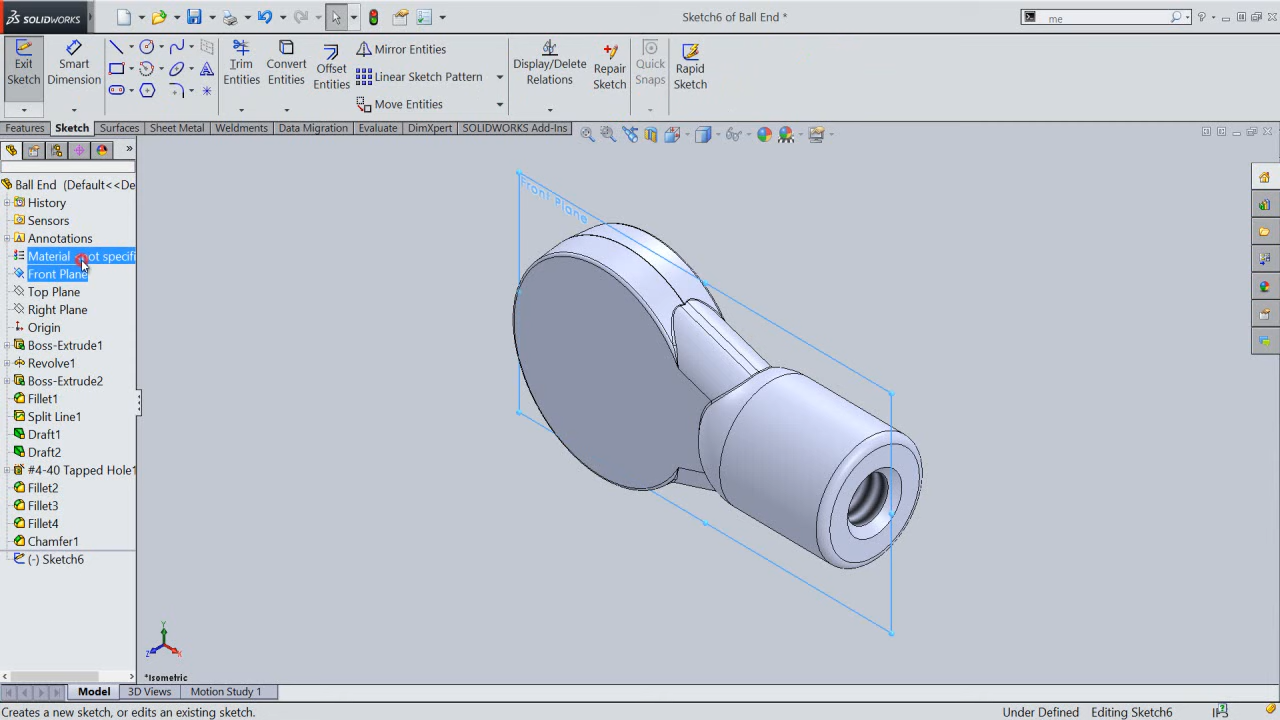 SOLIDWORKS
Sketch6 of Ball End *
me
Exit Sketch
Smart Dimension
Trim Entities
Convert Entities
Offset Entities
Mirror Entities
Linear Sketch Pattern
Move Entities
Display/Delete Relations
Repair Sketch
Quick Snaps
Rapid Sketch
Features
Sketch
Surfaces
Sheet Metal
Weldments
Data Migration
Evaluate
DimXpert
SOLIDWORKS Add-Ins
Ball End (Default<<De
History
Sensors
Annotations
Material
ot specifi
Front Plane
Top Plane
Right Plane
Origin
Boss-Extrude1
Revolve1
Boss-Extrude2
Fillet1
Split Line1
Draft1
Draft2
#4-40 Tapped Hole1
Fillet2
Fillet3
Fillet4
Chamfer1
(-) Sketch6
Front Plane
Y
Z
X
*Isometric
Model
3D Views
Motion Study 1
Creates a new sketch, or edits an existing sketch.
Under Defined
Editing Sketch6